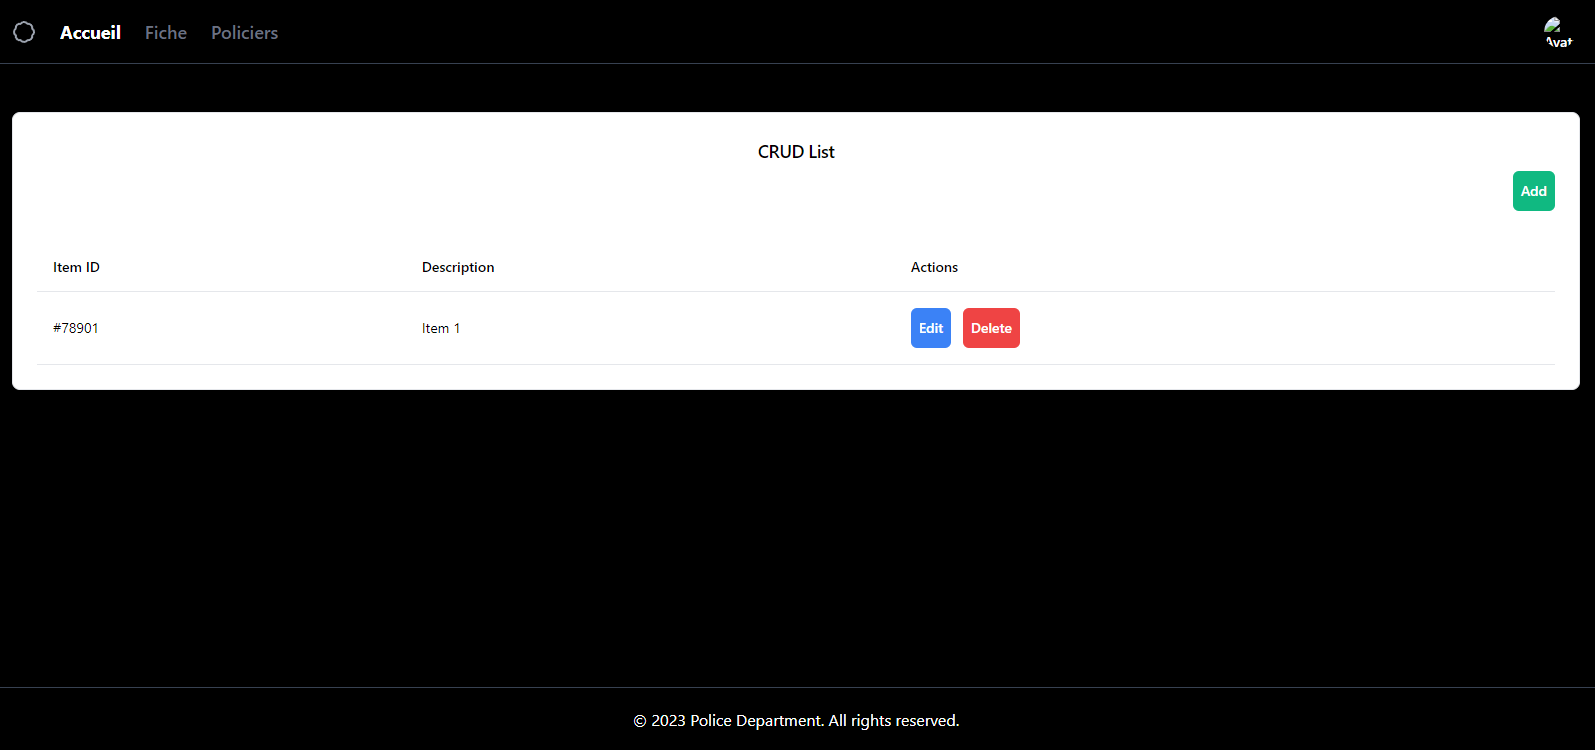 Accueil Fiche Policiers
Avat
CRUD List
Add
Item ID Description Actions
#78901 Item 1 Edit Delete
© 2023 Police Department. All rights reserved.